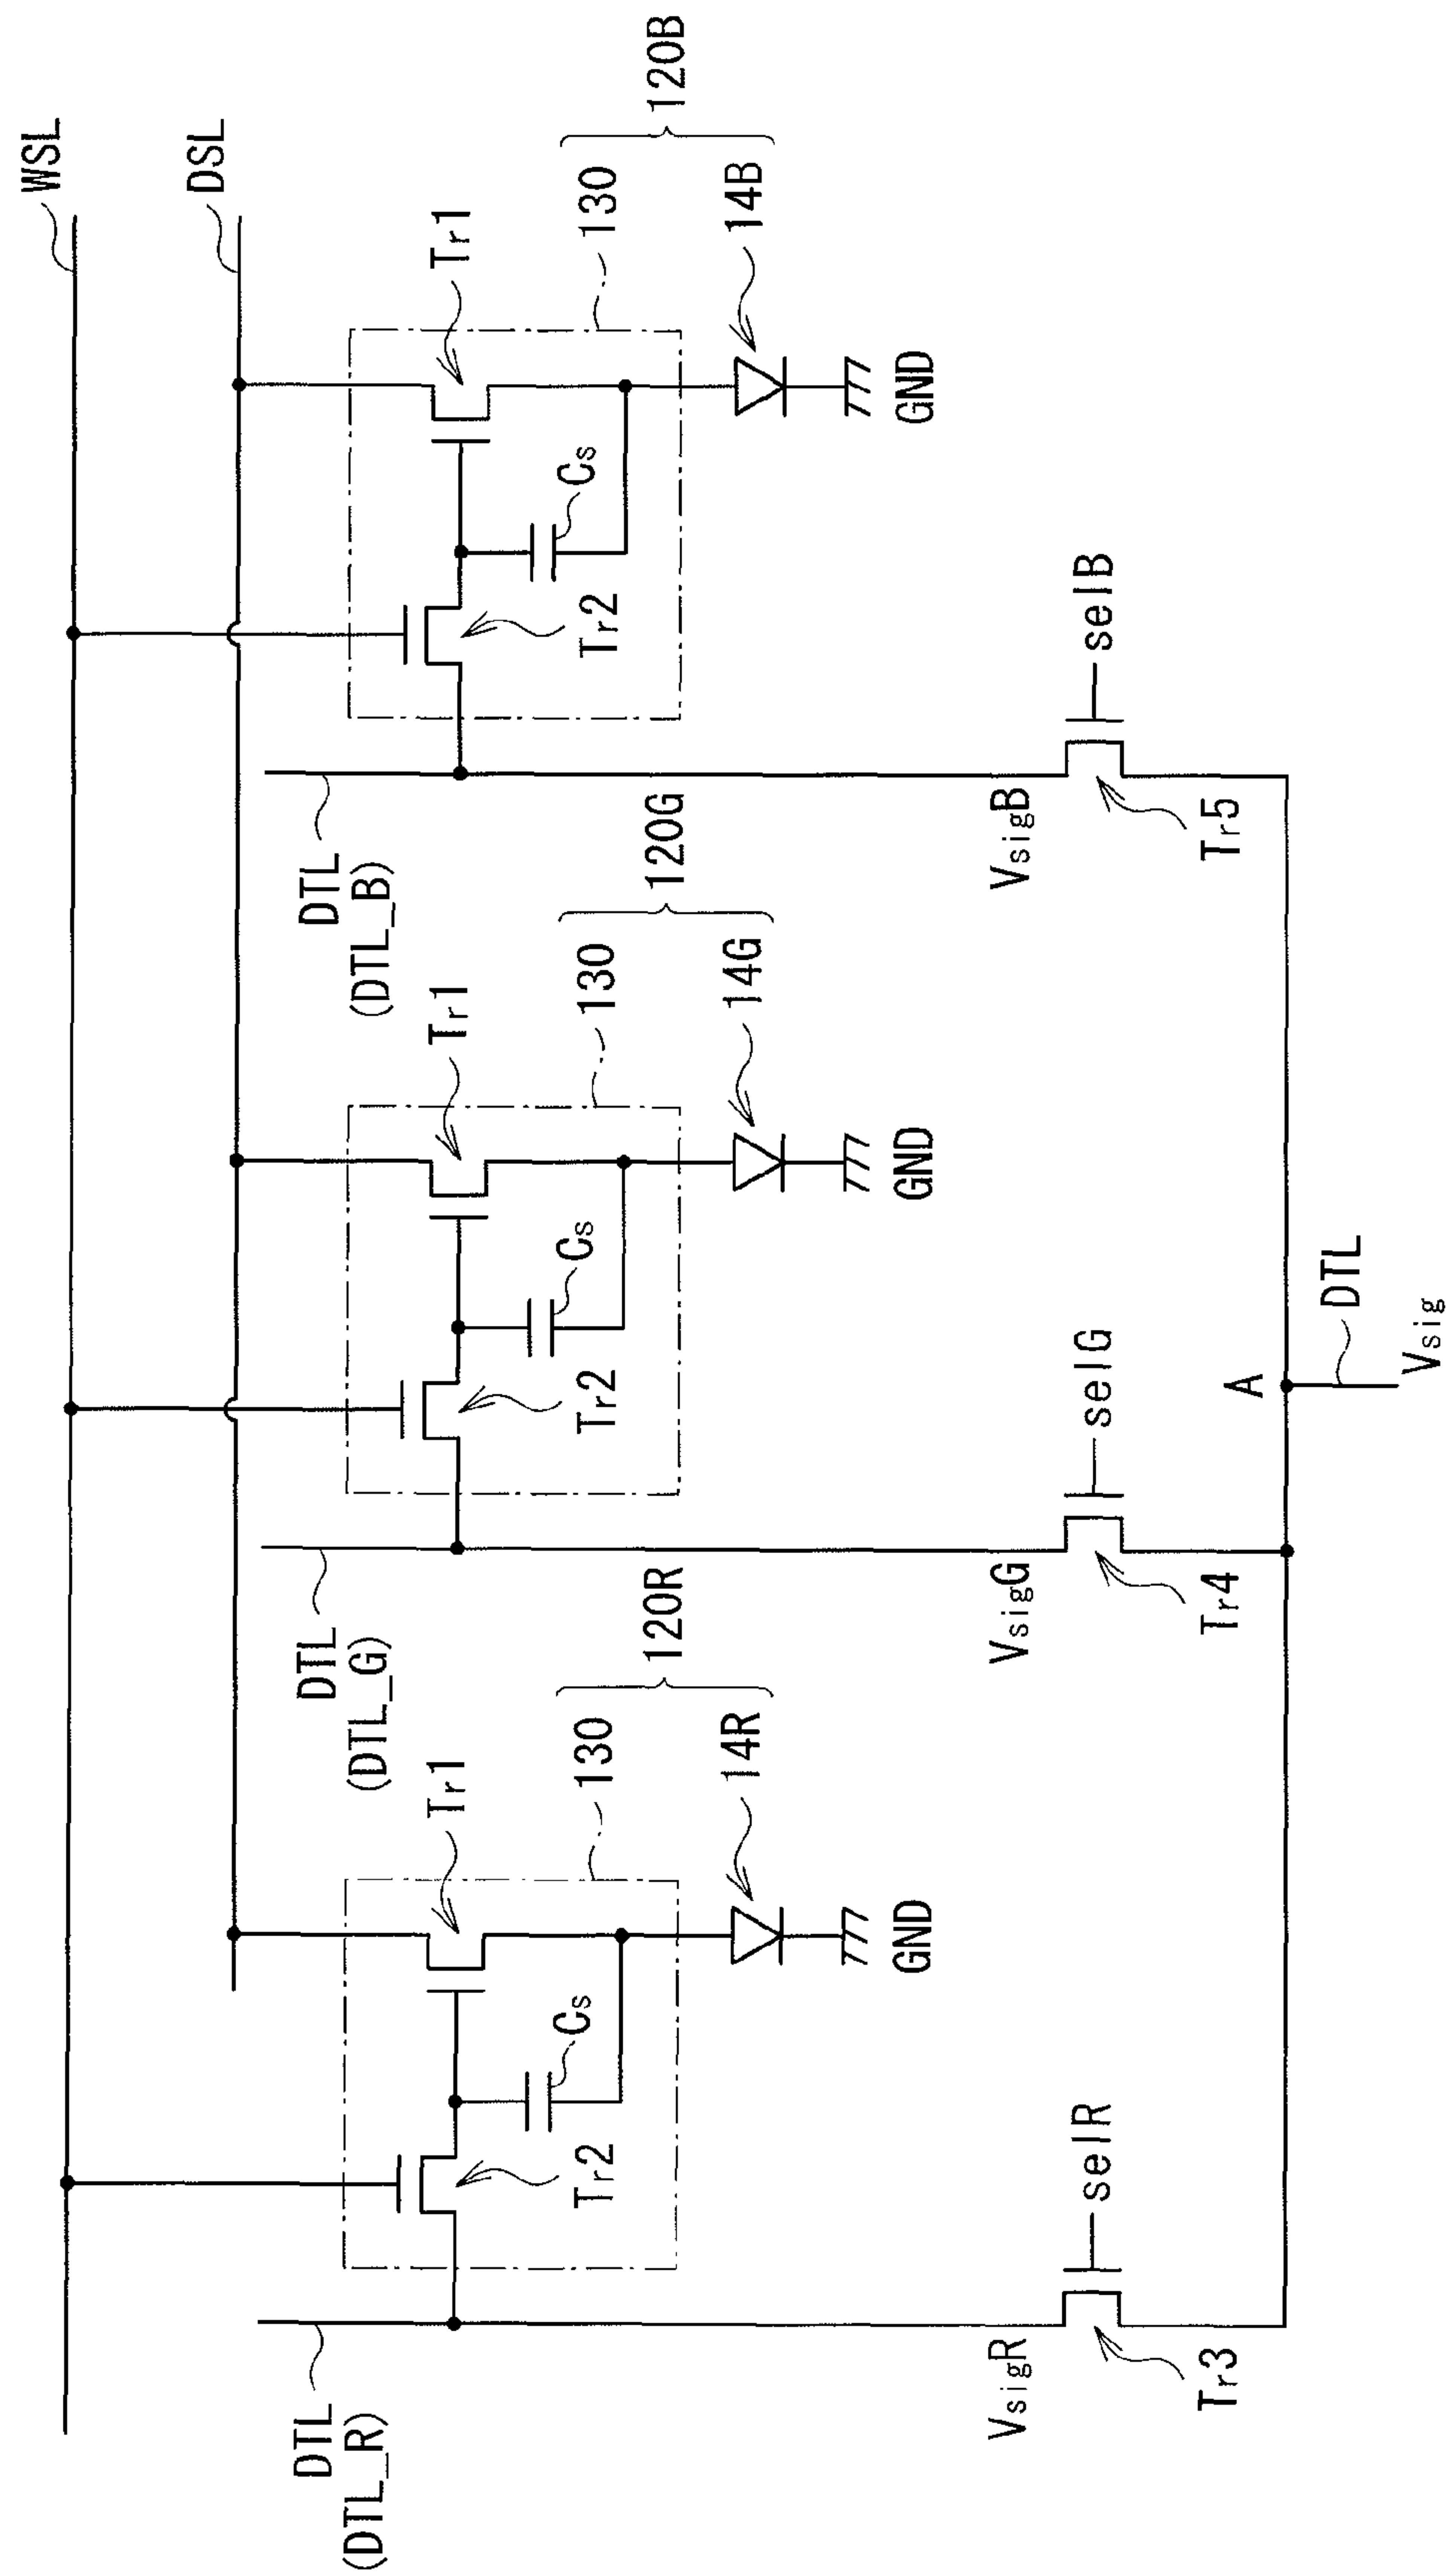 WSL
DSL
DTL
(DTL_R)
Tr2
Cs
Tr1
130
14R
120R
GND
VsigR
Tr3
selR
DTL
(DTL_G)
Tr2
Cs
Tr1
130
14G
120G
GND
VsigG
Tr4
selG
DTL
(DTL_B)
Tr2
Cs
Tr1
130
14B
120B
GND
VsigB
Tr5
selB
A
DTL
Vsig